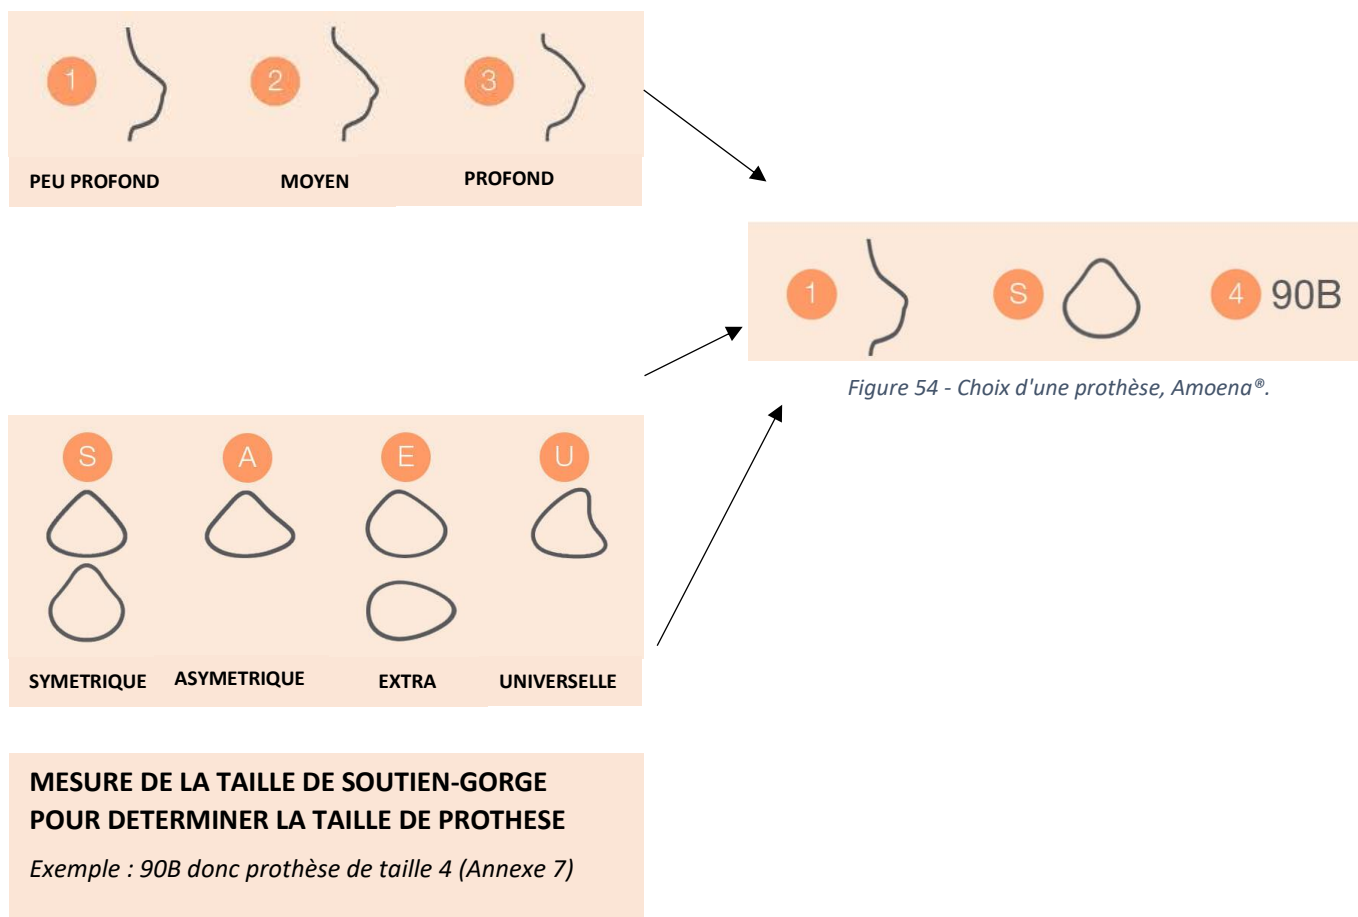 1 2 3
PEU PROFOND MOYEN PROFOND
1 S 4 90B
Figure 54 - Choix d'une prothèse, Amoena®.
S A E U
SYMETRIQUE ASYMETRIQUE EXTRA UNIVERSELLE
MESURE DE LA TAILLE DE SOUTIEN-GORGE
POUR DETERMINER LA TAILLE DE PROTHESE
Exemple : 90B donc prothèse de taille 4 (Annexe 7)